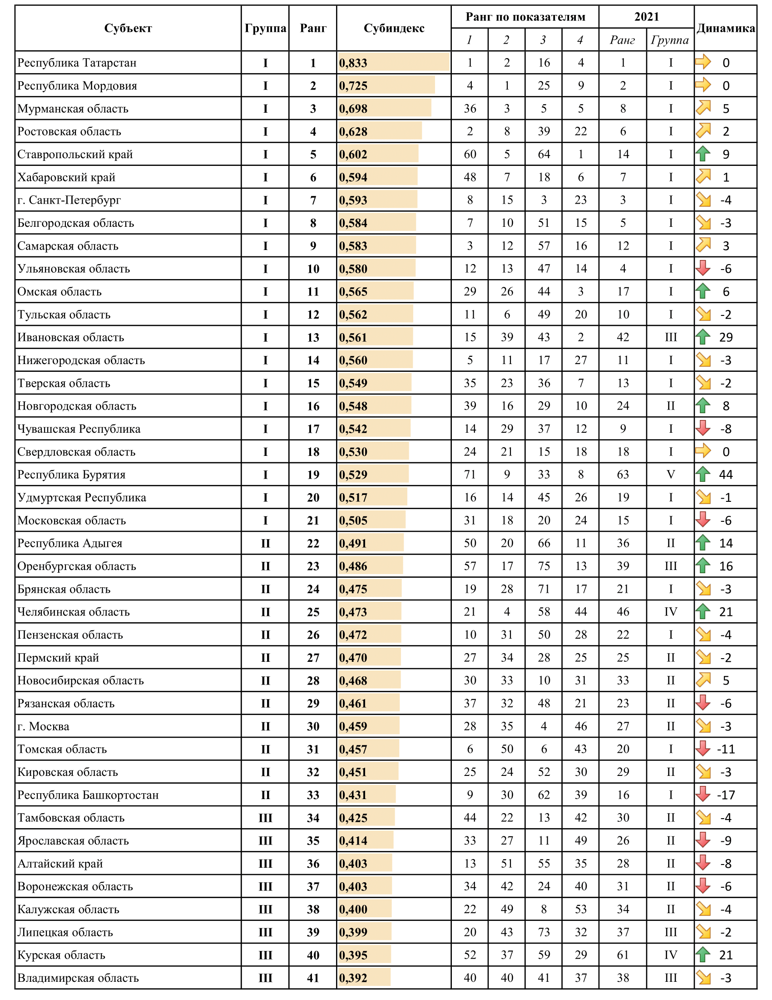 Субъект Группа Ранг Субиндекс Ранг по показателям 2021 Динамика
1 2 3 4 Ранг Группа
Республика Татарстан I 1 0,833 1 2 16 4 1 I 0
Республика Мордовия I 2 0,725 4 1 25 9 2 I 0
Мурманская область I 3 0,698 36 3 5 5 8 I 5
Ростовская область I 4 0,628 2 8 39 22 6 I 2
Ставропольский край I 5 0,602 60 5 64 1 14 I 9
Хабаровский край I 6 0,594 48 7 18 6 7 I 1
г. Санкт-Петербург I 7 0,593 8 15 3 23 3 I -4
Белгородская область I 8 0,584 7 10 51 15 5 I -3
Самарская область I 9 0,583 3 12 57 16 12 I 3
Ульяновская область I 10 0,580 12 13 47 14 4 I -6
Омская область I 11 0,565 29 26 44 3 17 I 6
Тульская область I 12 0,562 11 6 49 20 10 I -2
Ивановская область I 13 0,561 15 39 43 2 42 III 29
Нижегородская область I 14 0,560 5 11 17 27 11 I -3
Тверская область I 15 0,549 35 23 36 7 13 I -2
Новгородская область I 16 0,548 39 16 29 10 24 II 8
Чувашская Республика I 17 0,542 14 29 37 12 9 I -8
Свердловская область I 18 0,530 24 21 15 18 18 I 0
Республика Бурятия I 19 0,529 71 9 33 8 63 V 44
Удмуртская Республика I 20 0,517 16 14 45 26 19 I -1
Московская область I 21 0,505 31 18 20 24 15 I -6
Республика Адыгея II 22 0,491 50 20 66 11 36 II 14
Оренбургская область II 23 0,486 57 17 75 13 39 III 16
Брянская область II 24 0,475 19 28 71 17 21 I -3
Челябинская область II 25 0,473 21 4 58 44 46 IV 21
Пензенская область II 26 0,472 10 31 50 28 22 I -4
Пермский край II 27 0,470 27 34 28 25 25 II -2
Новосибирская область II 28 0,468 30 33 10 31 33 II 5
Рязанская область II 29 0,461 37 32 48 21 23 II -6
г. Москва II 30 0,459 28 35 4 46 27 II -3
Томская область II 31 0,457 6 50 6 43 20 I -11
Кировская область II 32 0,451 25 24 52 30 29 II -3
Республика Башкортостан II 33 0,431 9 30 62 39 16 I -17
Тамбовская область III 34 0,425 44 22 13 42 30 II -4
Ярославская область III 35 0,414 33 27 11 49 26 II -9
Алтайский край III 36 0,403 13 51 55 35 28 II -8
Воронежская область III 37 0,403 34 42 24 40 31 II -6
Калужская область III 38 0,400 22 49 8 53 34 II -4
Липецкая область III 39 0,399 20 43 73 32 37 III -2
Курская область III 40 0,395 52 37 59 29 61 IV 21
Владимирская область III 41 0,392 40 40 41 37 38 III -3